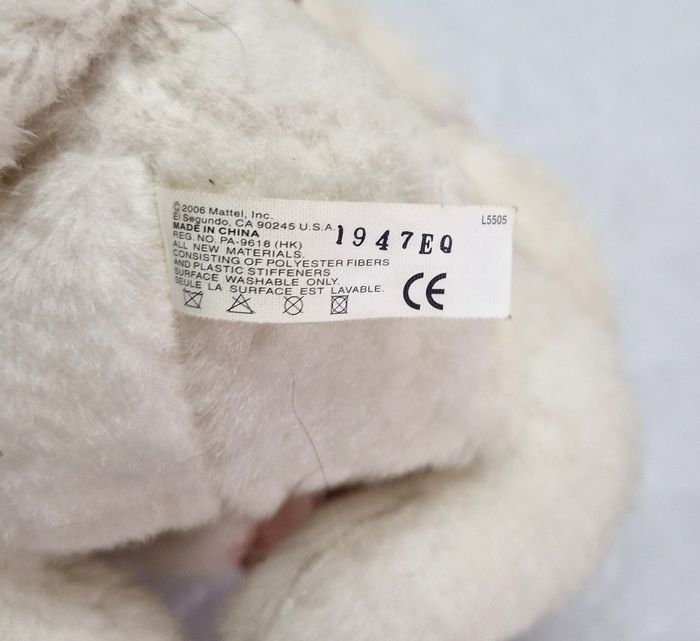 ©2006 Mattel, Inc.
El Segundo, CA 90245 U.S.A.
MADE IN CHINA
REG. NO. PA-9618 (HK)
ALL NEW MATERIALS.
CONSISTING OF POLYESTER FIBERS
AND PLASTIC STIFFENERS
SURFACE WASHABLE ONLY.
SEULE LA SURFACE EST LAVABLE.
1947EQ
L5505
CE